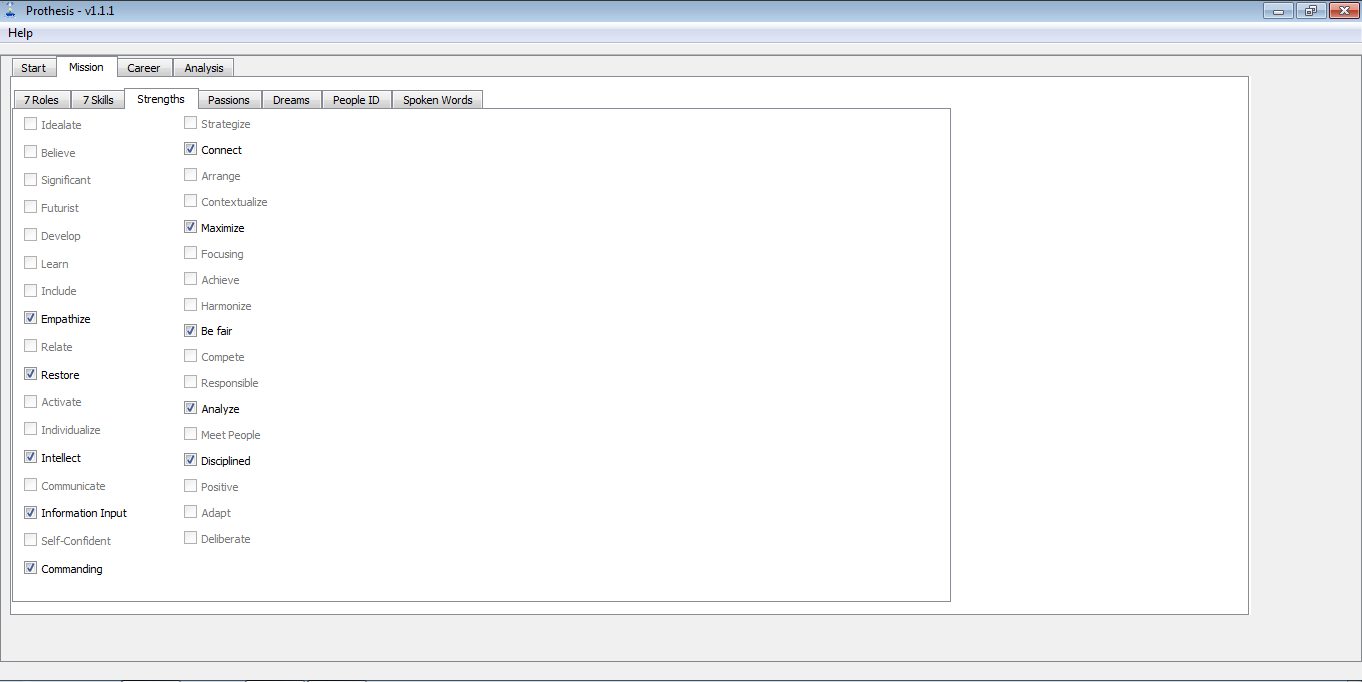 Prothesis - v1.1.1
Help
Start Mission Career Analysis
7 Roles 7 Skills Strengths Passions Dreams People ID Spoken Words
Idealate
Believe
Significant
Futurist
Develop
Learn
Include
Empathize
Relate
Restore
Activate
Individualize
Intellect
Communicate
Information Input
Self-Confident
Commanding
Strategize
Connect
Arrange
Contextualize
Maximize
Focusing
Achieve
Harmonize
Be fair
Compete
Responsible
Analyze
Meet People
Disciplined
Positive
Adapt
Deliberate